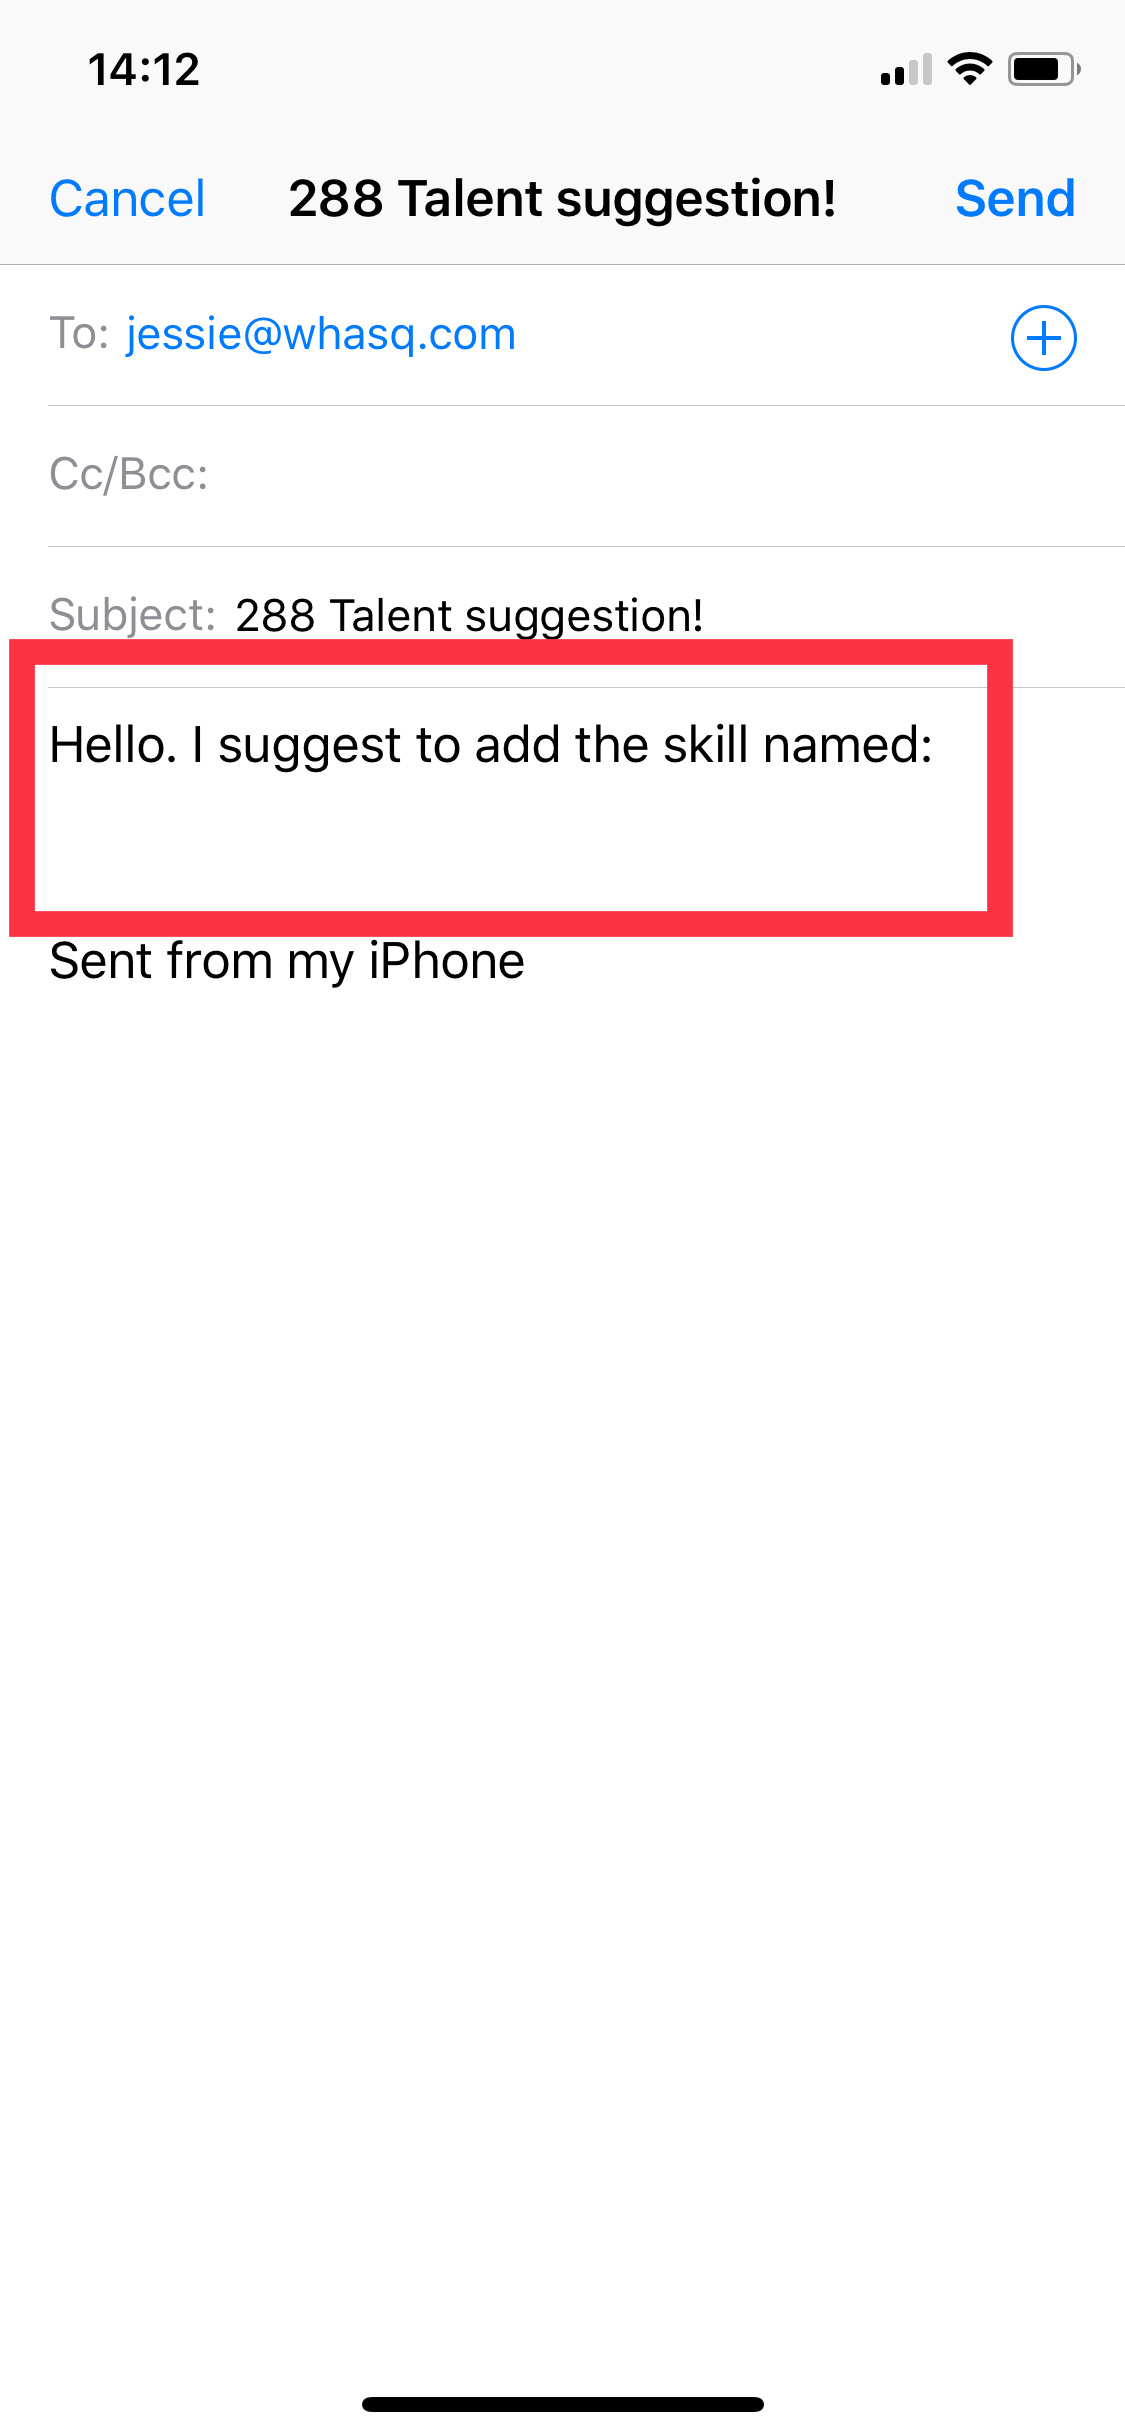 14:12
Cancel 288 Talent suggestion! Send
To: jessie@whasq.com
Cc/Bcc:
Subject: 288 Talent suggestion!
Hello. I suggest to add the skill named:
Sent from my iPhone